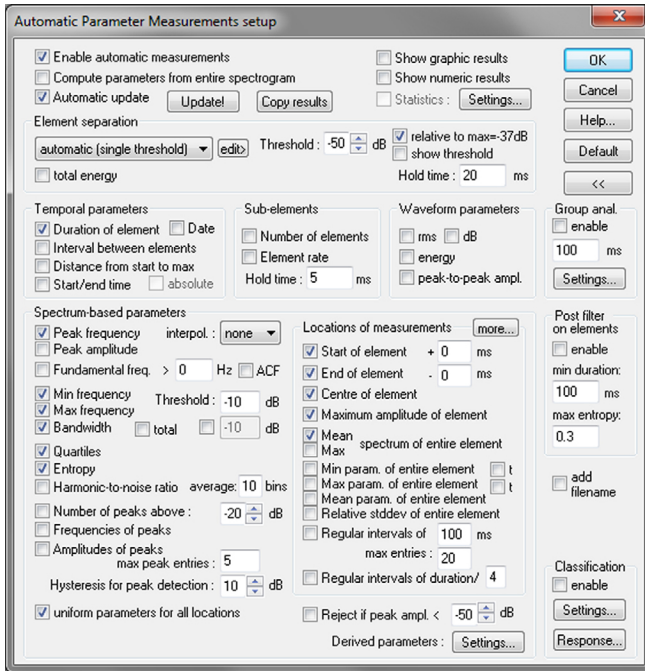 Automatic Parameter Measurements setup
Enable automatic measurements
Compute parameters from entire spectrogram
Automatic update Update! Copy results
Show graphic results
Show numeric results
Statistics : Settings...
OK
Cancel
Help...
Default
<<
Element separation
automatic (single threshold) edit> Threshold : -50 dB
relative to max=-37dB
show threshold
total energy
Hold time : 20 ms
Temporal parameters
Duration of element Date
Interval between elements
Distance from start to max
Start/end time absolute
Sub-elements
Number of elements
Element rate
Hold time : 5 ms
Waveform parameters
rms dB
energy
peak-to-peak ampl.
Group anal.
enable
100 ms
Settings...
Spectrum-based parameters
Peak frequency interpol. : none
Peak amplitude
Fundamental freq. > 0 Hz ACF
Min frequency
Max frequency
Threshold : -10 dB
Bandwidth total -10 dB
Quartiles
Entropy
Harmonic-to-noise ratio average: 10 bins
Number of peaks above : -20 dB
Frequencies of peaks
Amplitudes of peaks
max peak entries : 5
Hysteresis for peak detection : 10 dB
uniform parameters for all locations
Locations of measurements more...
Start of element + 0 ms
End of element - 0 ms
Centre of element
Maximum amplitude of element
Mean
Max
spectrum of entire element
Min param. of entire element t
Max param. of entire element t
Mean param. of entire element
Relative stddev of entire element
Regular intervals of 100 ms
max entries : 20
Regular intervals of duration/ 4
Reject if peak ampl. < -50 dB
Derived parameters : Settings...
Post filter
on elements
enable
min duration:
100 ms
max entropy:
0.3
add
filename
Classification
enable
Settings...
Response...